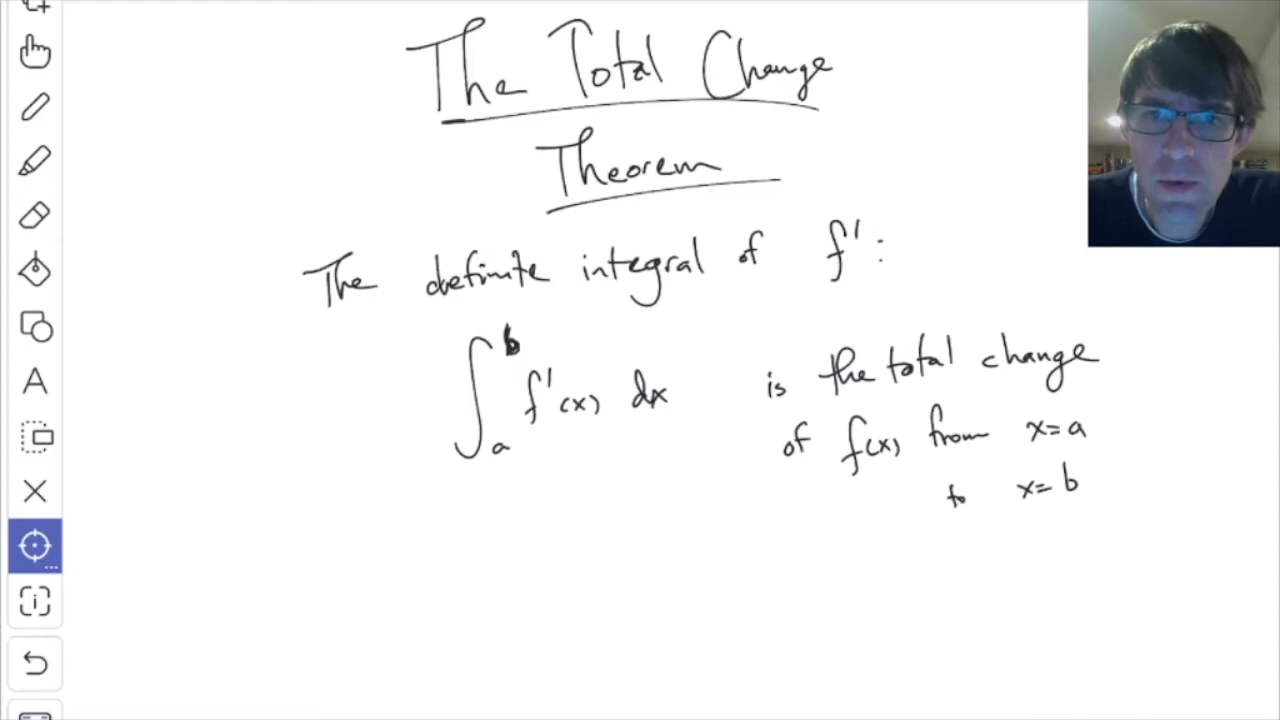 The Total Change
Theorem
The definite integral of f' :
∫_a^b f'(x) dx
is the total change
of f(x) from x=a
to x=b